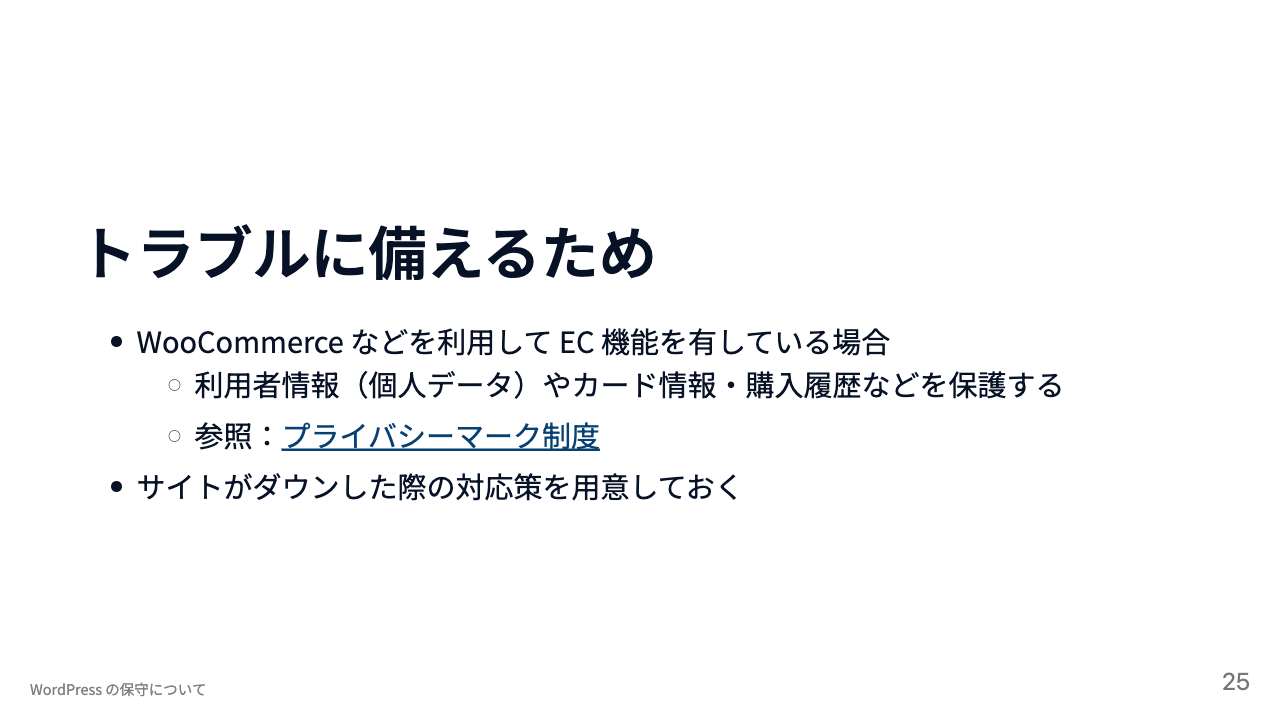 トラブルに備えるため
WooCommerce などを利用して EC 機能を有している場合
利用者情報（個人データ）やカード情報・購入履歴などを保護する
参照：プライバシーマーク制度
サイトがダウンした際の対応策を用意しておく
WordPress の保守について
25